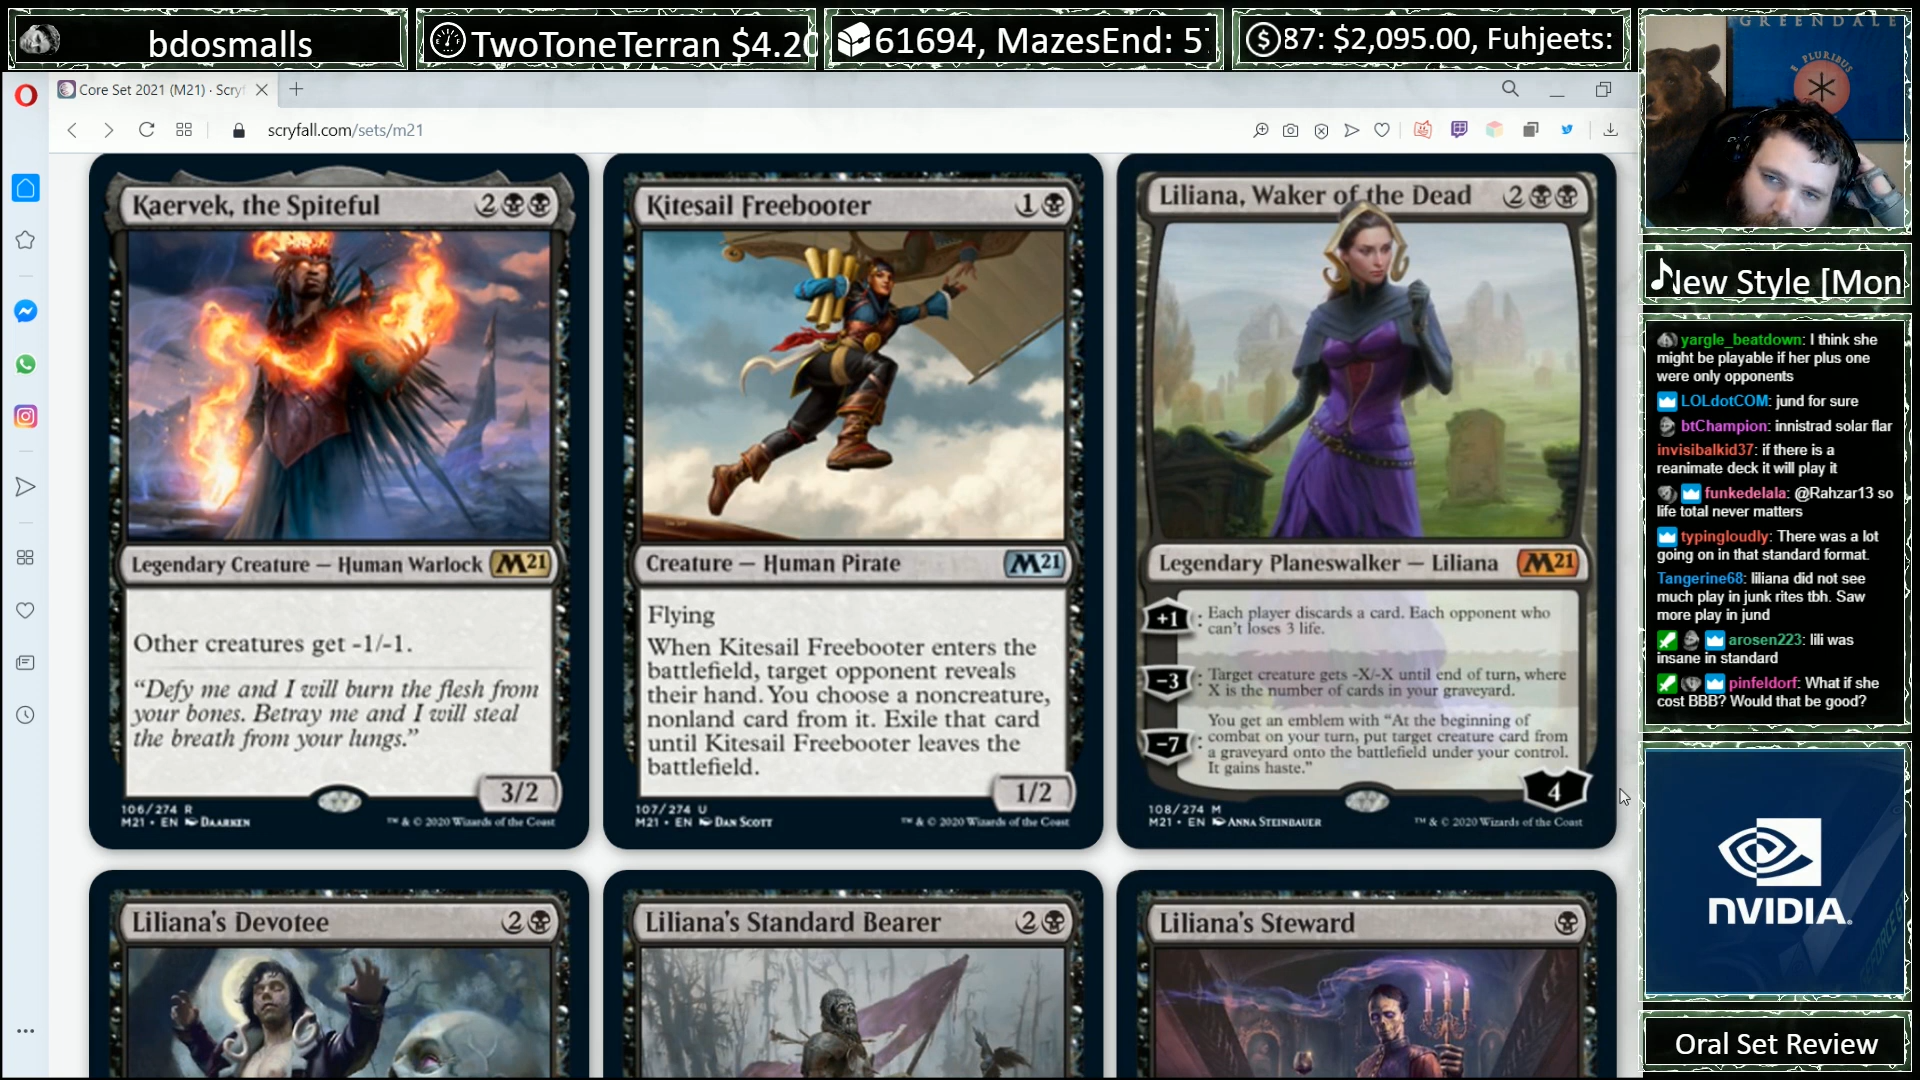 bdosmalls
TwoToneTerran $4.20
61694, MazesEnd: 5
87: $2,095.00, Fuhjeets:
GREENDALE
E PLURIBUS
Core Set 2021 (M21) · Scryf
scryfall.com/sets/m21
Kaervek, the Spiteful 2
Legendary Creature — Human Warlock M21
Other creatures get -1/-1.
“Defy me and I will burn the flesh from
your bones. Betray me and I will steal
the breath from your lungs.”
3/2
106/274 R
M21 • EN Daarken
™ & © 2020 Wizards of the Coast
Kitesail Freebooter 1
Creature — Human Pirate M21
Flying
When Kitesail Freebooter enters the
battlefield, target opponent reveals
their hand. You choose a noncreature,
nonland card from it. Exile that card
until Kitesail Freebooter leaves the
battlefield.
1/2
107/274 U
M21 • EN Dan Scott
™ & © 2020 Wizards of the Coast
Liliana, Waker of the Dead 2
Legendary Planeswalker — Liliana M21
+1 : Each player discards a card. Each opponent who
can't loses 3 life.
-3 : Target creature gets -X/-X until end of turn, where
X is the number of cards in your graveyard.
-7 : You get an emblem with “At the beginning of
combat on your turn, put target creature card from
a graveyard onto the battlefield under your control.
It gains haste.”
4
108/274 M
M21 • EN Anna Steinbauer
™ & © 2020 Wizards of the Coast
Liliana's Devotee 2
Liliana's Standard Bearer 2
Liliana's Steward
New Style [Mon
yargle_beatdown: I think she
might be playable if her plus one
were only opponents
LOLdotCOM: jund for sure
btChampion: innistrad solar flar
invisibalkid37: if there is a
reanimate deck it will play it
funkedelala: @Rahzar13 so
life total never matters
typingloudly: There was a lot
going on in that standard format.
Tangerine68: liliana did not see
much play in junk rites tbh. Saw
more play in jund
arosen223: lili was
insane in standard
pinfeldorf: What if she
cost BBB? Would that be good?
NVIDIA.
Oral Set Review